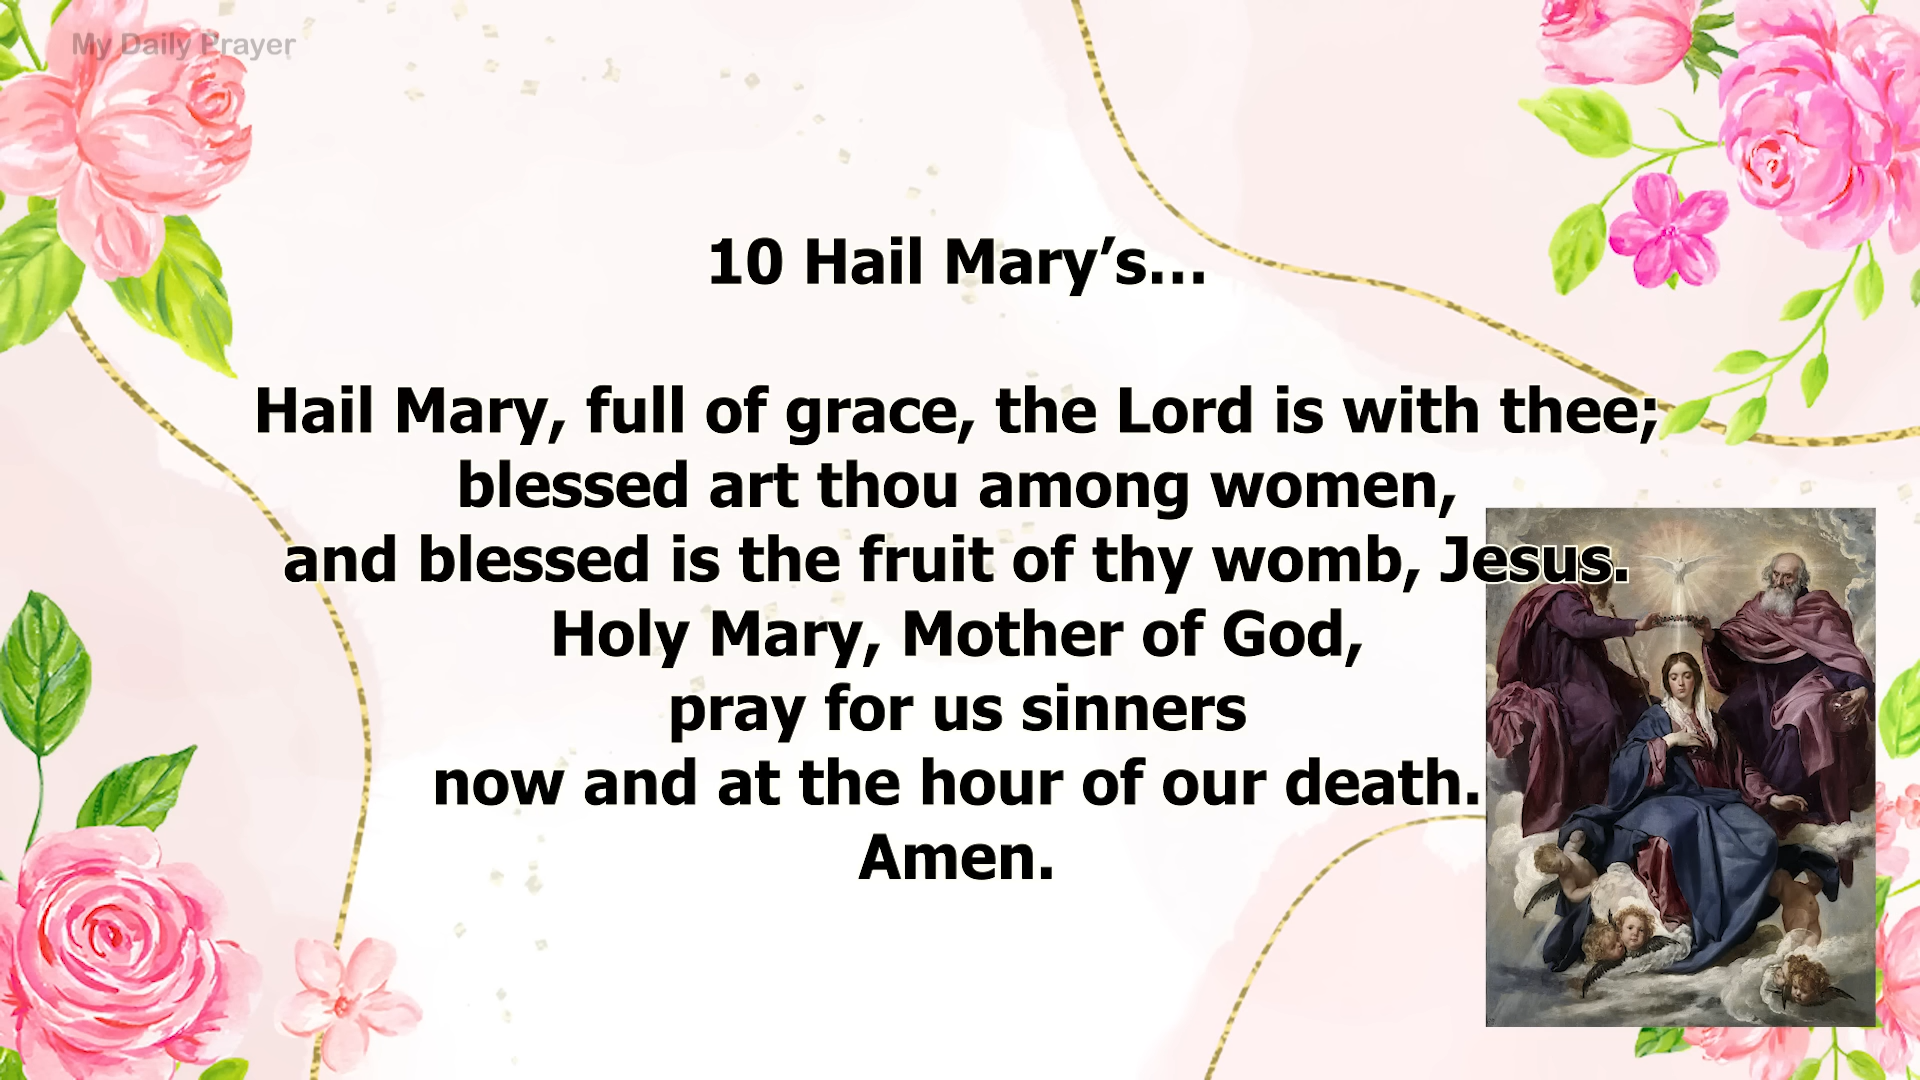 My Daily Prayer
10 Hail Mary’s...
Hail Mary, full of grace, the Lord is with thee;
blessed art thou among women,
and blessed is the fruit of thy womb, Jesus.
Holy Mary, Mother of God,
pray for us sinners
now and at the hour of our death.
Amen.